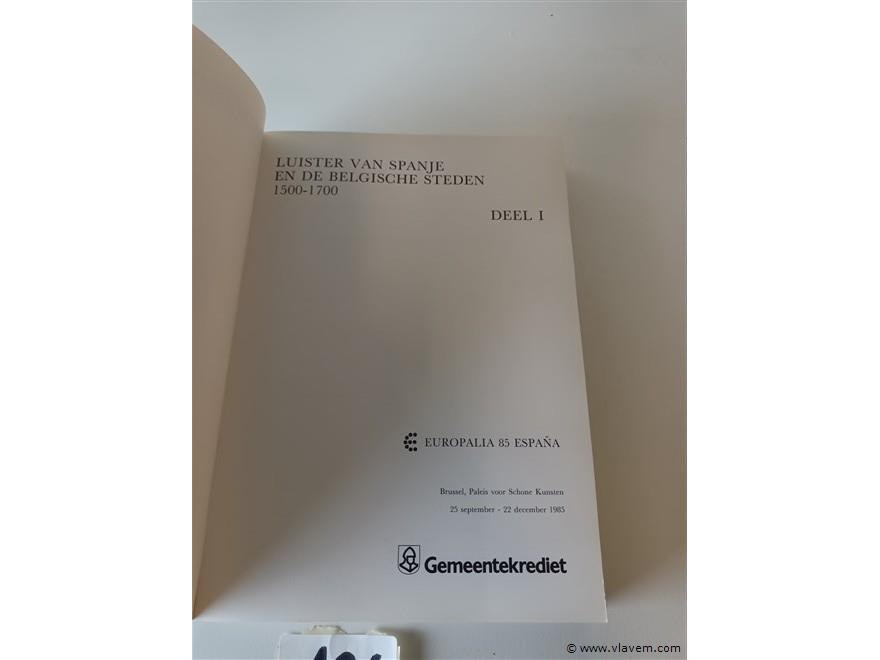 LUISTER VAN SPANJE
EN DE BELGISCHE STEDEN
1500-1700
DEEL I
EUROPALIA 85 ESPAÑA
Brussel, Paleis voor Schone Kunsten
25 september - 22 december 1985
Gemeentekrediet
© www.vlavem.com